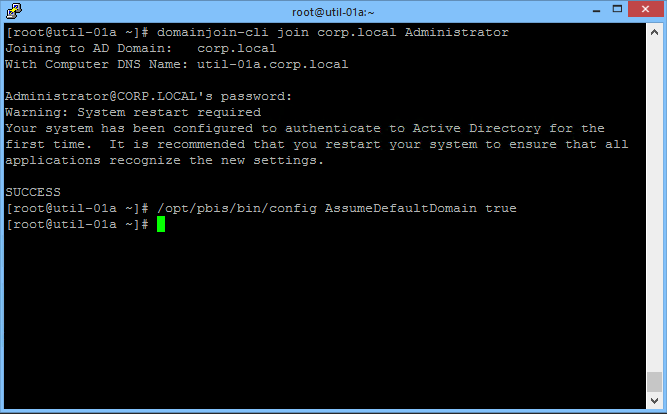 root@util-01a:~
[root@util-01a ~]# domainjoin-cli join corp.local Administrator
Joining to AD Domain:   corp.local
With Computer DNS Name: util-01a.corp.local
Administrator@CORP.LOCAL's password:
Warning: System restart required
Your system has been configured to authenticate to Active Directory for the
first time.  It is recommended that you restart your system to ensure that all
applications recognize the new settings.
SUCCESS
[root@util-01a ~]# /opt/pbis/bin/config AssumeDefaultDomain true
[root@util-01a ~]#